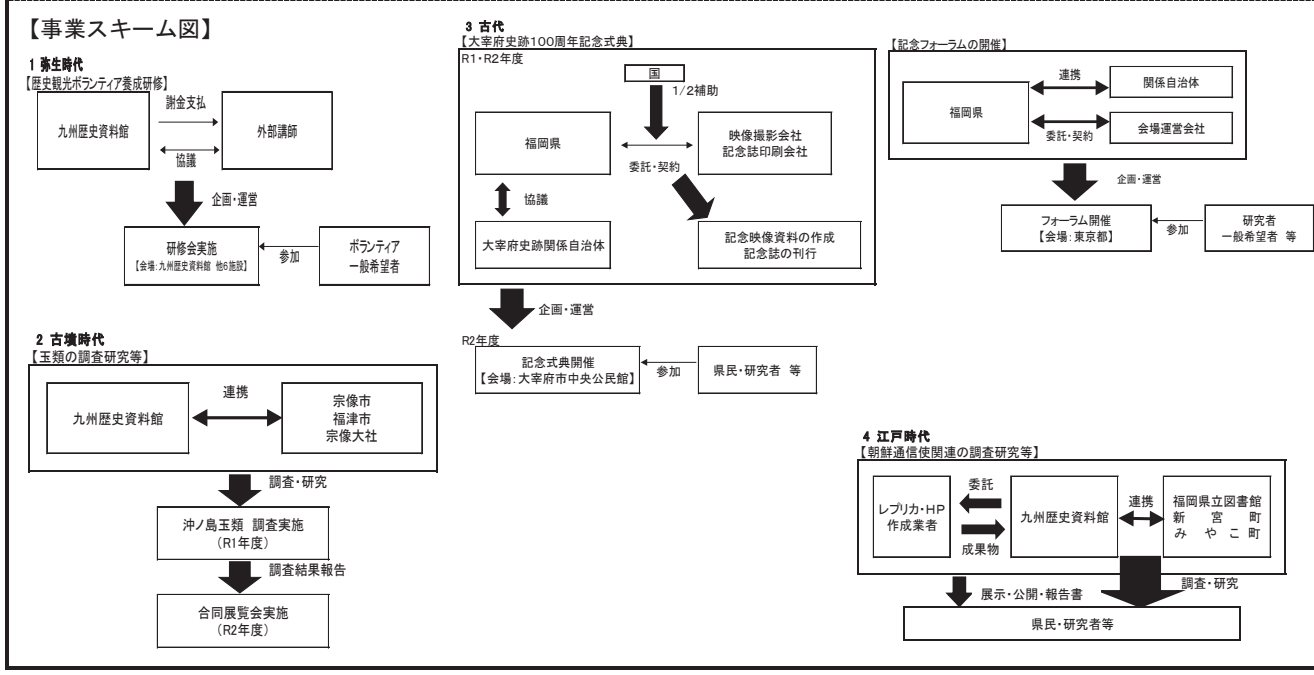 【事業スキーム図】
1 弥生時代
【歴史観光ボランティア養成研修】
九州歴史資料館
謝金支払
協議
外部講師
企画・運営
研修会実施
【会場:九州歴史資料館 他6施設】
参加
ボランティア
一般希望者
2 古墳時代
【玉類の調査研究等】
九州歴史資料館
連携
宗像市
福津市
宗像大社
調査・研究
沖ノ島玉類 調査実施
(R1年度)
調査結果報告
合同展覧会実施
(R2年度)
3 古代
【大宰府史跡100周年記念式典】
R1・R2年度
国
1/2補助
福岡県
委託・契約
映像撮影会社
記念誌印刷会社
協議
大宰府史跡関係自治体
記念映像資料の作成
記念誌の刊行
企画・運営
R2年度
記念式典開催
【会場:大宰府市中央公民館】
参加
県民・研究者 等
【記念フォーラムの開催】
福岡県
連携
関係自治体
委託・契約
会場運営会社
企画・運営
フォーラム開催
【会場:東京都】
参加
研究者
一般希望者 等
4 江戸時代
【朝鮮通信使関連の調査研究等】
レプリカ・HP
作成業者
委託
成果物
九州歴史資料館
連携
福岡県立図書館
新 宮 町
み や こ 町
展示・公開・報告書
調査・研究
県民・研究者等